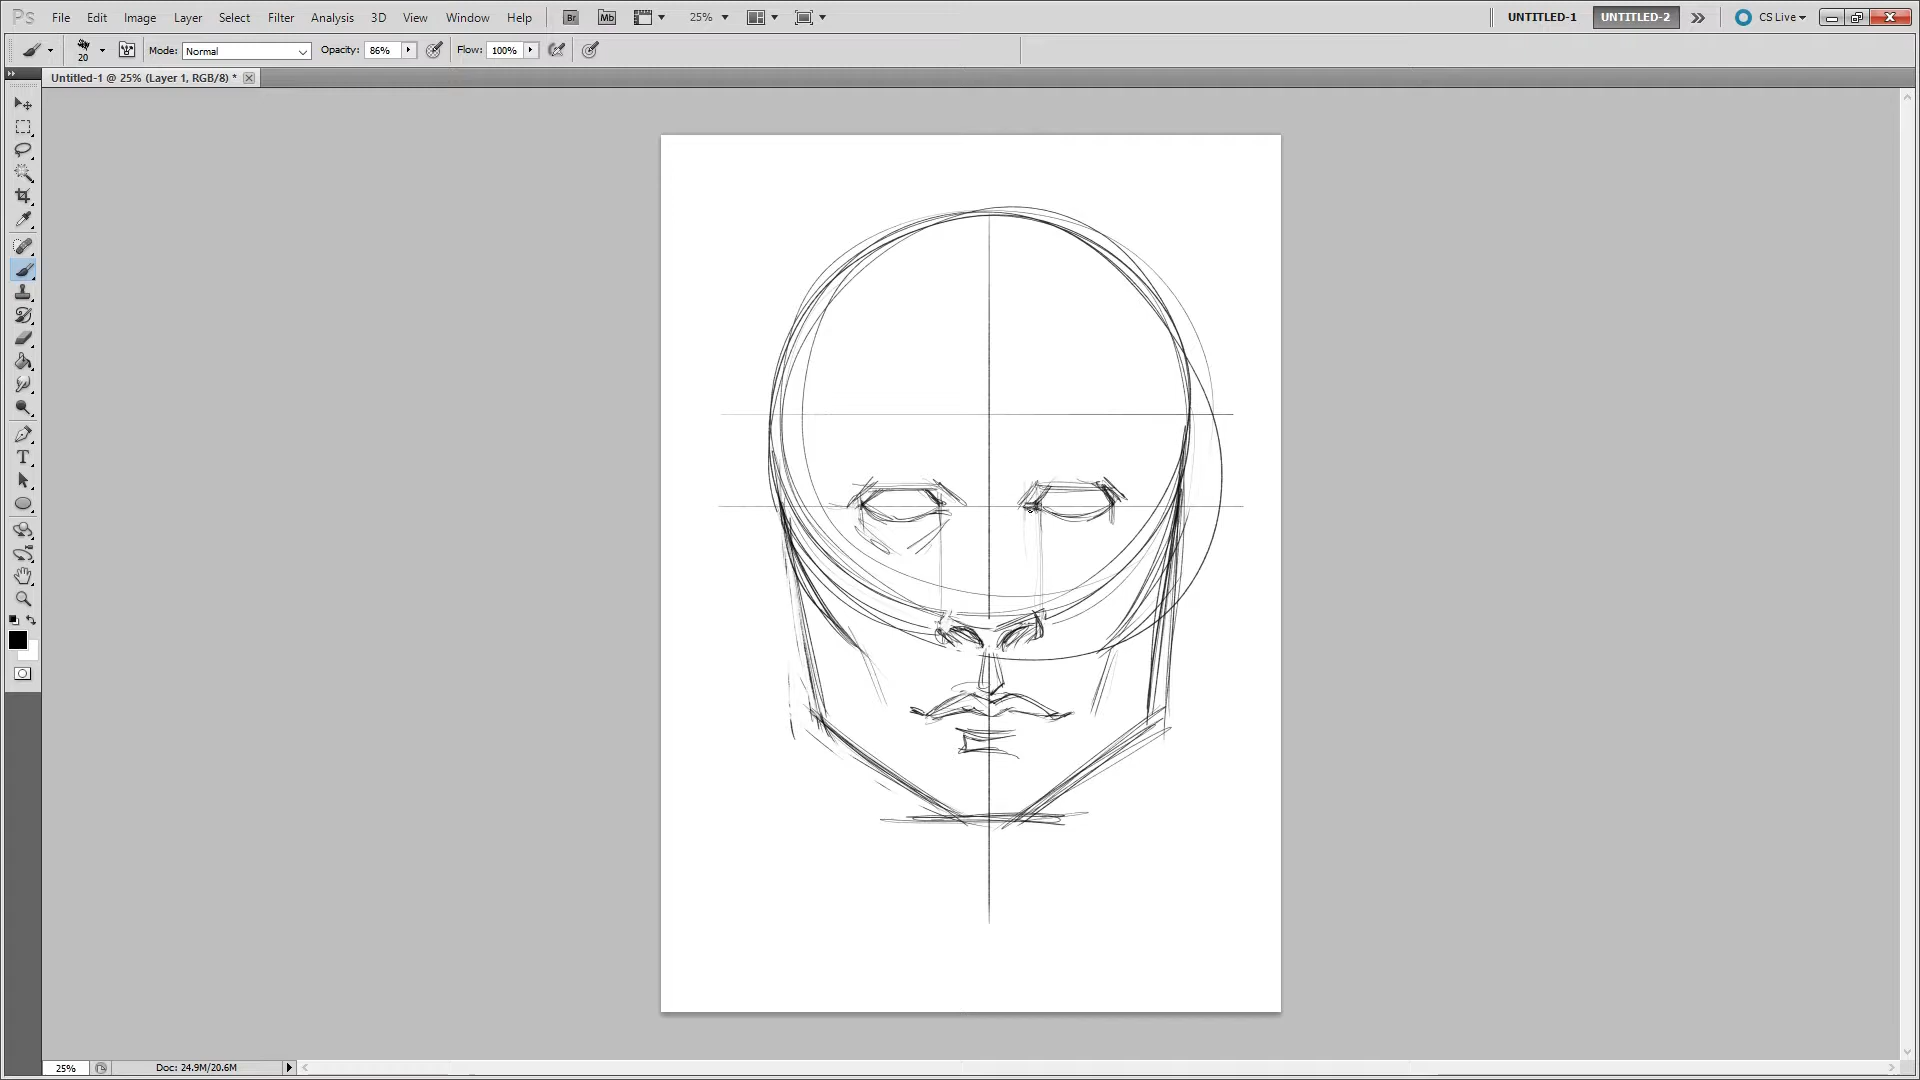 Ps File Edit Image Layer Select Filter Analysis 3D View Window Help Br Mb 25% UNTITLED-1 UNTITLED-2 CS Live
20 Mode: Normal Opacity: 86% Flow: 100%
Untitled-1 @ 25% (Layer 1, RGB/8) *
T
25% Doc: 24.9M/20.6M